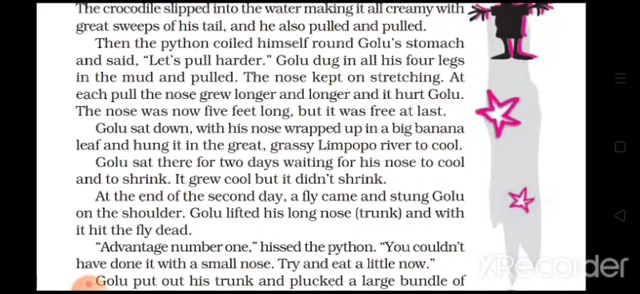 The crocodile slipped into the water making it all creamy with
great sweeps of his tail, and he also pulled and pulled.
Then the python coiled himself round Golu's stomach
and said, “Let's pull harder.” Golu dug in all his four legs
in the mud and pulled. The nose kept on stretching. At
each pull the nose grew longer and longer and it hurt Golu.
The nose was now five feet long, but it was free at last.
Golu sat down, with his nose wrapped up in a big banana
leaf and hung it in the great, grassy Limpopo river to cool.
Golu sat there for two days waiting for his nose to cool
and to shrink. It grew cool but it didn't shrink.
At the end of the second day, a fly came and stung Golu
on the shoulder. Golu lifted his long nose (trunk) and with
it hit the fly dead.
“Advantage number one,” hissed the python. “You couldn't
have done it with a small nose. Try and eat a little now.”
Golu put out his trunk and plucked a large bundle of
XRecorder